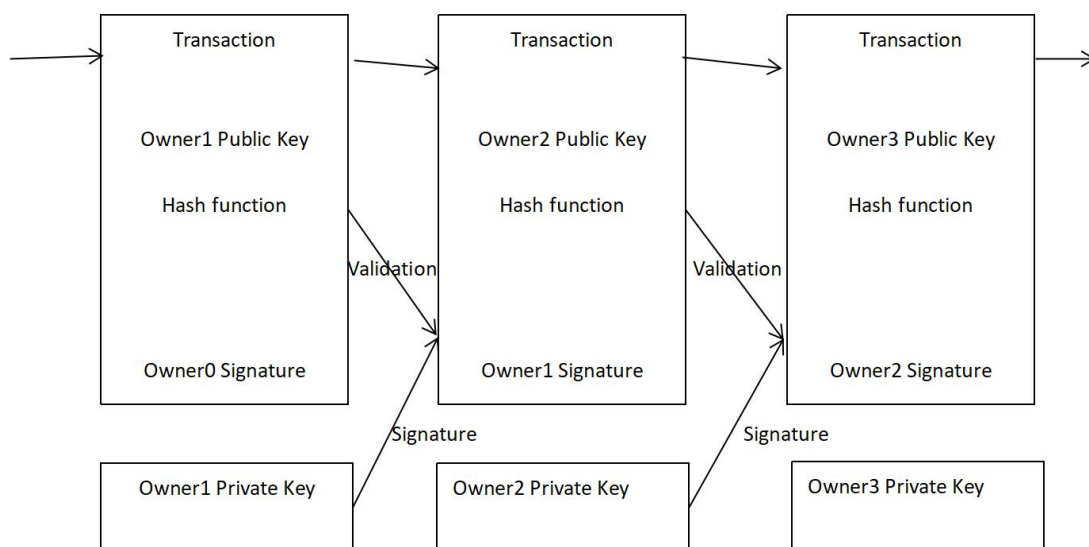 Transaction
Transaction
Transaction
Owner1 Public Key
Owner2 Public Key
Owner3 Public Key
Hash function
Hash function
Hash function
Validation
Validation
Owner0 Signature
Owner1 Signature
Owner2 Signature
Signature
Signature
Owner1 Private Key
Owner2 Private Key
Owner3 Private Key